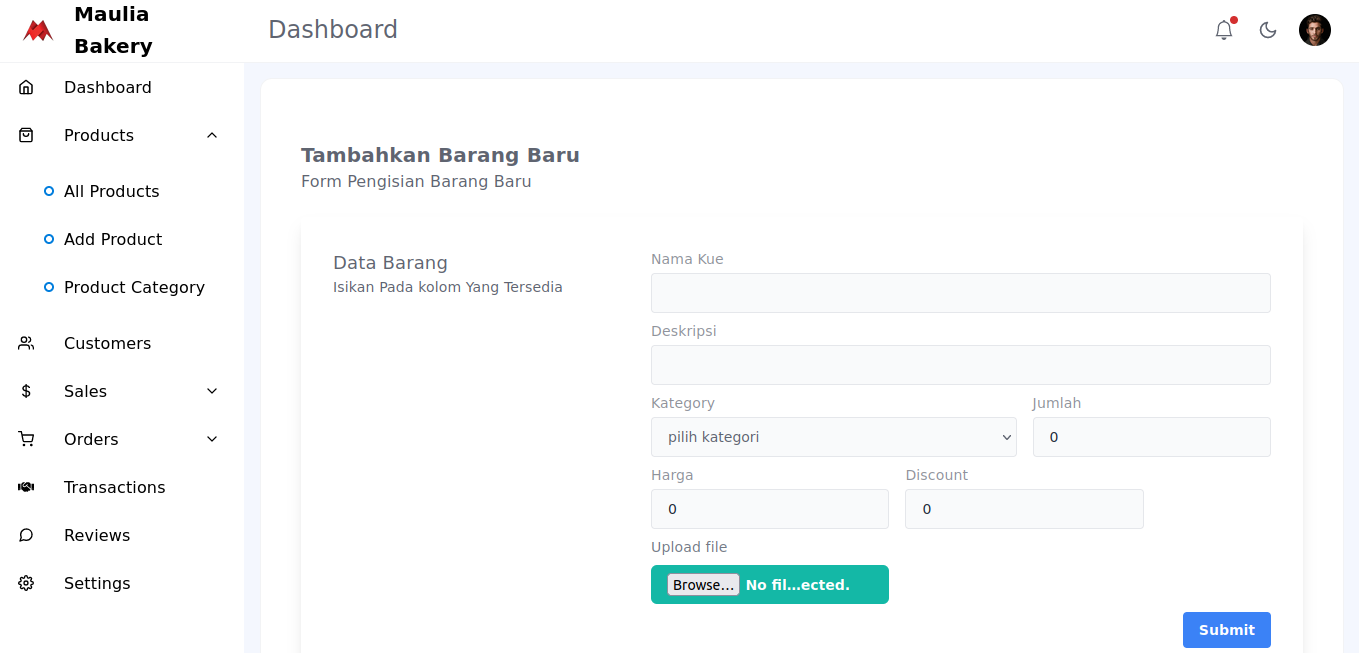 Maulia
Bakery
Dashboard
Dashboard
Products
All Products
Add Product
Product Category
Customers
Sales
Orders
Transactions
Reviews
Settings
Tambahkan Barang Baru
Form Pengisian Barang Baru
Data Barang
Isikan Pada kolom Yang Tersedia
Nama Kue
Deskripsi
Kategory
Jumlah
pilih kategori
0
Harga
Discount
0
0
Upload file
Browse... No fil...ected.
Submit